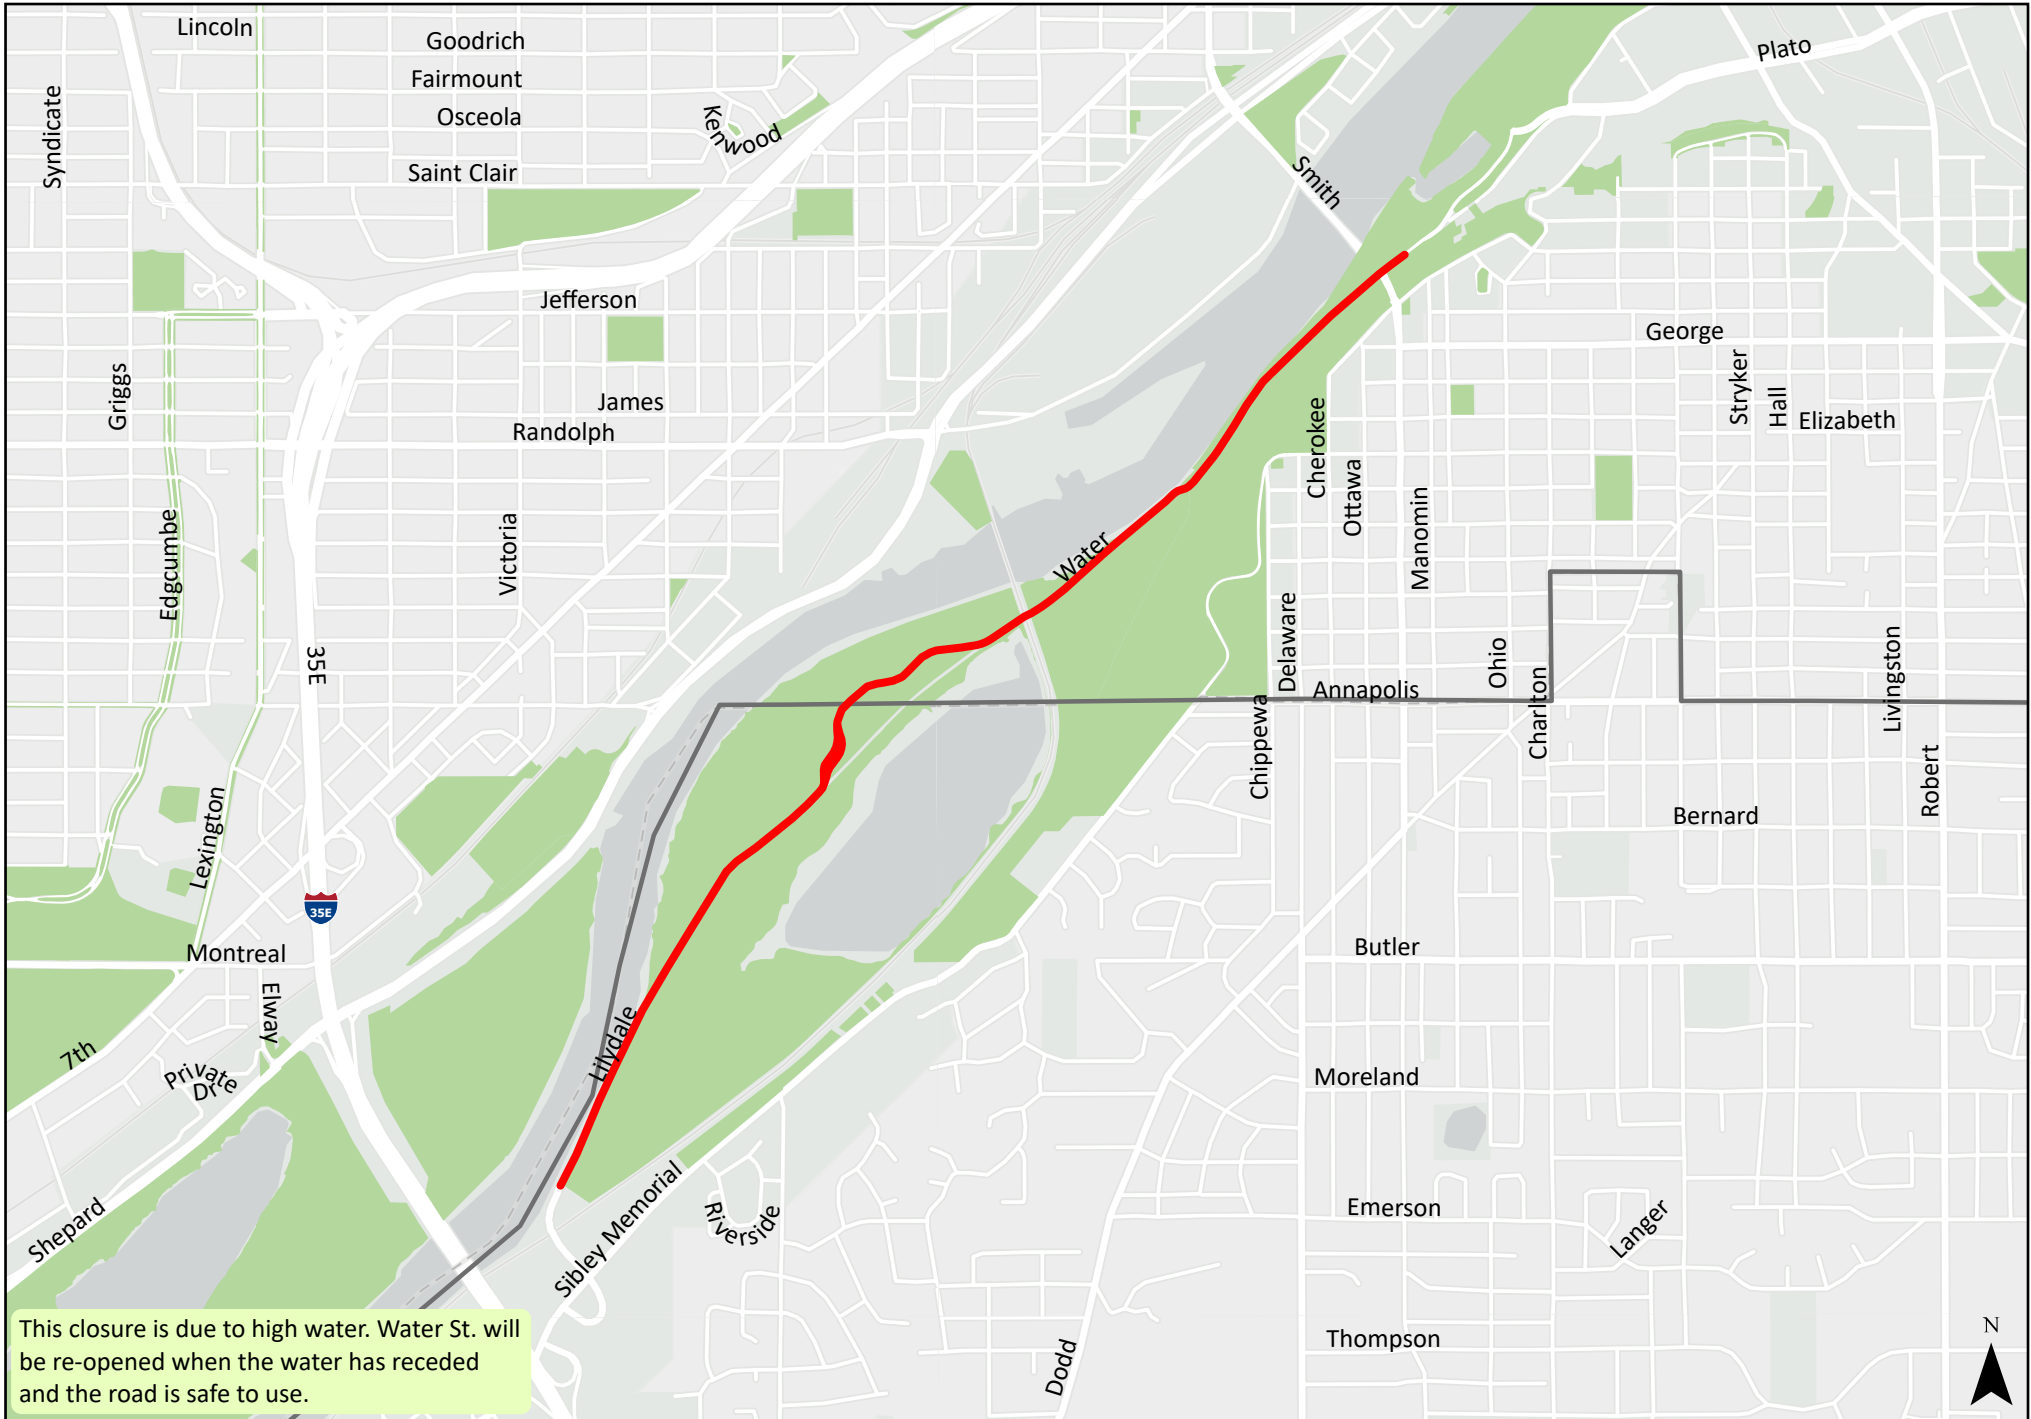 Lincoln
Goodrich
Plato
Fairmount
Syndicate
Osceola
Kenwood
Saint Clair
Smith
Jefferson
George
Griggs
Stryker
Hall
James
Elizabeth
Randolph
Cherokee
Ottawa
Manomin
Edgcumbe
Victoria
Water
Delaware
35E
Ohio
Livingston
Annapolis
Chippewa
Charlton
Robert
Lexington
Bernard
35E
Montreal
Butler
Elway
7th
Lilydale
Private
Dr
Moreland
Shepard
Sibley Memorial
Riverside
Emerson
Langer
This closure is due to high water. Water St. will
be re-opened when the water has receded
and the road is safe to use.
Dodd
Thompson
N